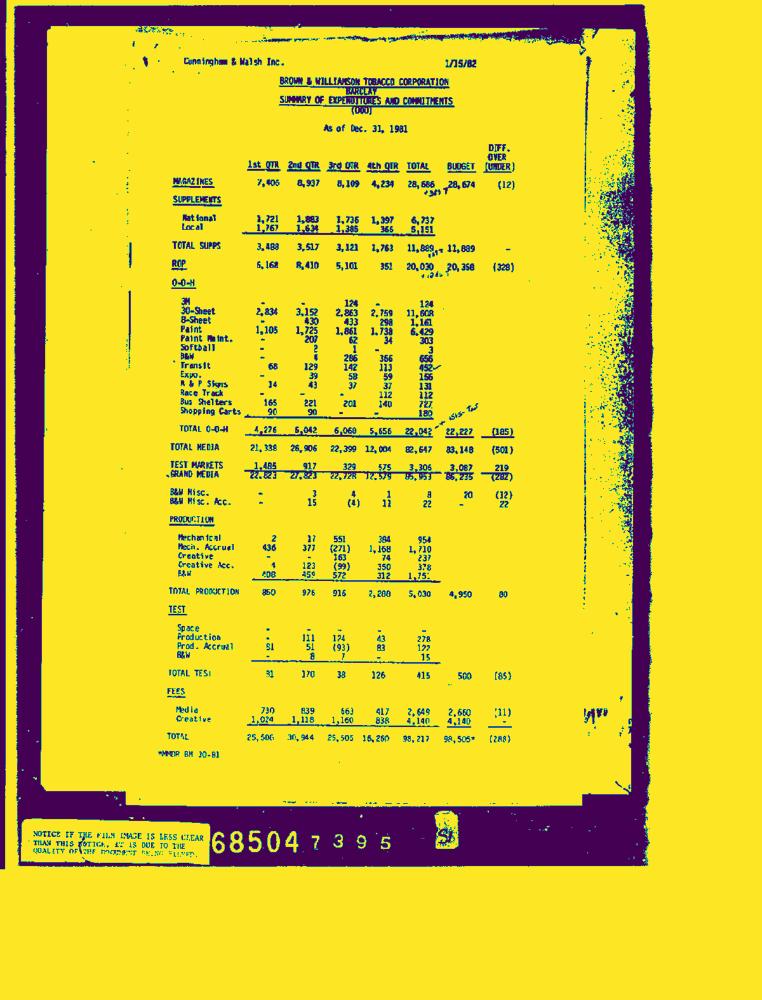 Cunningham & Walsh Inc. 1/15/82
BROWN & WILLIAMSON TOBACCO CORPORATION
BARCLAY
SUMMARY OF EXPENDITURES AND COMMITMENTS
(000)
As of Dec. 31, 1981
DIFF.
OVER
1st QTR 2nd QTR 3rd QTR 4th QTR TOTAL BUDGET (UNDER)
MAGAZINES 7,406 8,937 8,109 4,234 28,686 28,674 (12)
SUPPLEMENTS
National 1,721 1,883 1,736 1,397 6,737
Local 1,767 1,634 1,385 366 5,151
TOTAL SUPPS 3,488 3,517 3,121 1,763 11,889 11,889 -
ROP 6,168 8,410 5,101 351 20,030 20,358 (328)
O-O-H
3M - - 124 - 124
30-Sheet 2,834 3,152 2,863 2,759 11,608
8-Sheet - 430 433 298 1,161
Paint 1,105 1,725 1,861 1,738 6,429
Paint Maint. - 207 62 34 303
Softball - 2 1 - 3
B&W - 4 286 366 656
Transit 68 129 142 113 452
Expo. - 39 58 59 156
R & P Signs 14 43 37 37 131
Race Track - - - 112 112
Bus Shelters 165 221 201 140 727
Shopping Carts 90 90 - - 180
TOTAL O-O-H 4,276 6,042 6,068 5,656 22,042 22,227 (185)
TOTAL MEDIA 21,338 26,906 22,399 12,004 82,647 83,148 (501)
TEST MARKETS 1,485 917 329 575 3,306 3,087 219
GRAND MEDIA 22,823 27,823 22,728 12,579 85,953 86,235 (282)
B&W Misc. - 3 4 1 8 20 (12)
B&W Misc. Acc. - 15 (4) 11 22 - 22
PRODUCTION
Mechanical 2 17 551 384 954
Mech. Accrual 436 377 (271) 1,168 1,710
Creative - - 163 74 237
Creative Acc. 4 123 (99) 350 378
B&W 408 459 572 312 1,751
TOTAL PRODUCTION 850 976 916 2,288 5,030 4,950 80
TEST
Space - - - - -
Production - 111 124 43 278
Prod. Accrual 31 51 (93) 83 122
B&W - 8 7 - 15
TOTAL TEST 31 170 38 126 415 500 (85)
FEES
Media 730 839 663 417 2,649 2,660 (11)
Creative 1,024 1,118 1,160 838 4,140 4,140 -
TOTAL 25,506 30,944 25,505 16,260 98,217 98,505* (288)
*MMDR BM 20-81
NOTICE IF THE FILM IMAGE IS LESS CLEAR
THAN THIS NOTICE, IT IS DUE TO THE
QUALITY OF THE DOCUMENT BEING FILMED.
68504 7395